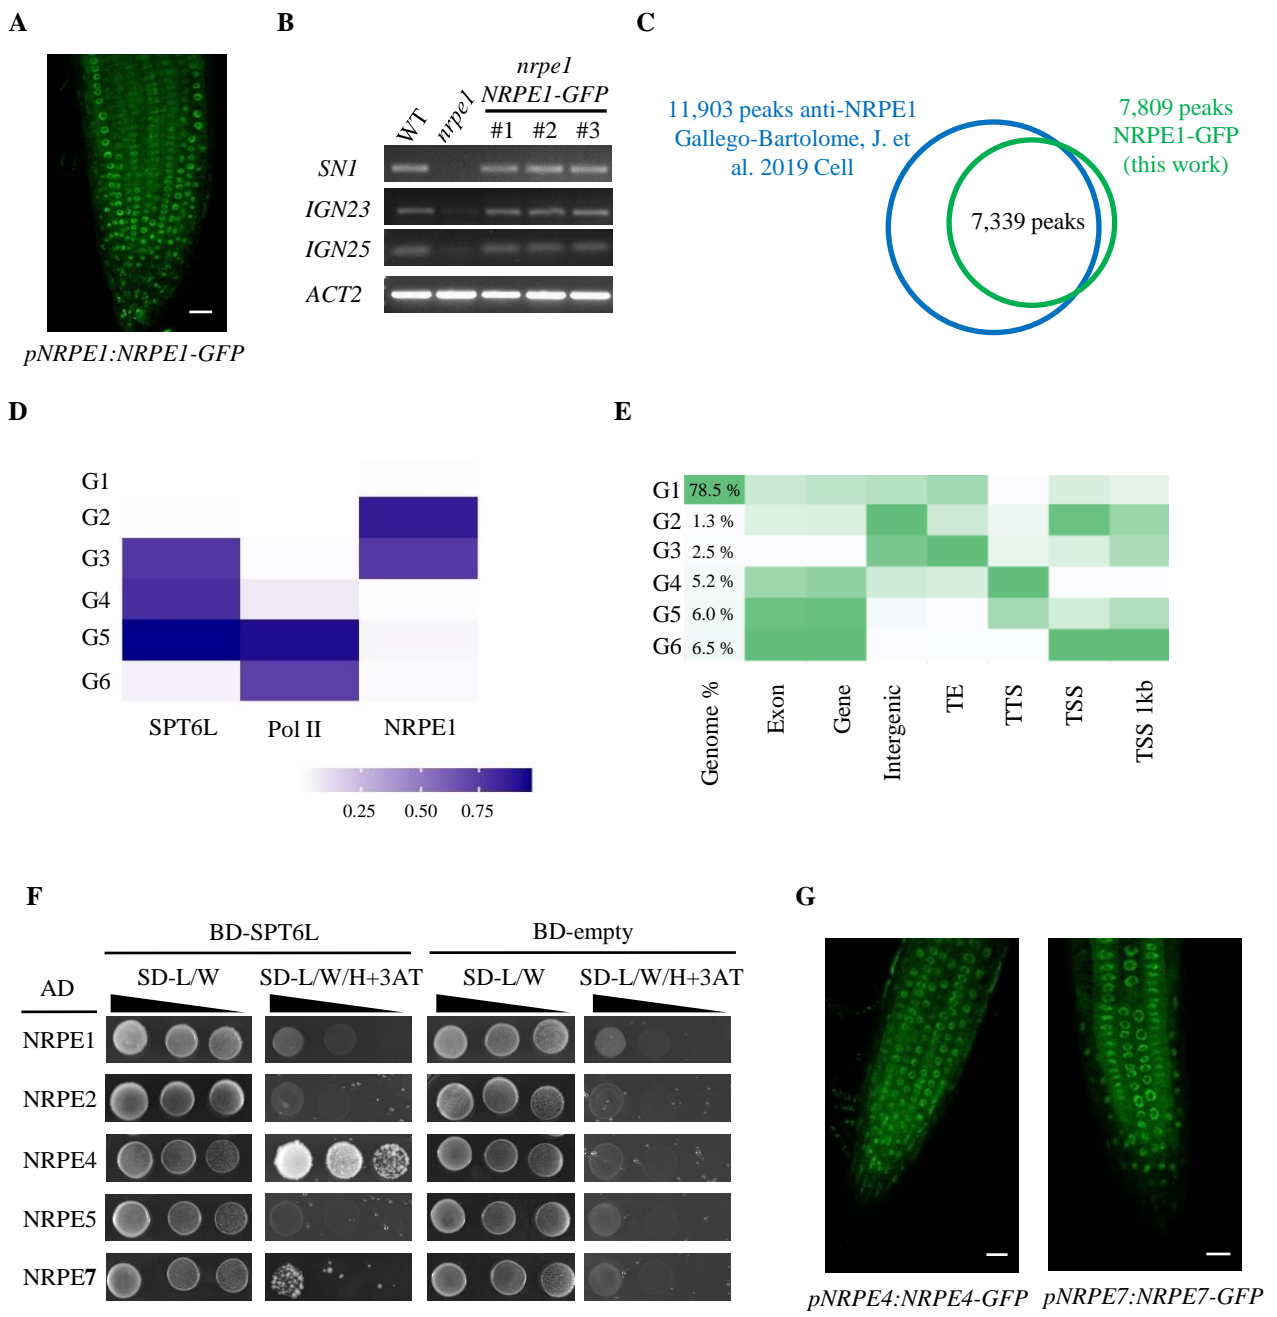 A
pNRPE1:NRPE1-GFP
B
WT
nrpe1
nrpe1
NRPE1-GFP
#1 #2 #3
SN1
IGN23
IGN25
ACT2
C
11,903 peaks anti-NRPE1
Gallego-Bartolome, J. et
al. 2019 Cell
7,809 peaks
NRPE1-GFP
(this work)
7,339 peaks
D
G1
G2
G3
G4
G5
G6
SPT6L Pol II NRPE1
0.25 0.50 0.75
E
G1 78.5 %
G2 1.3 %
G3 2.5 %
G4 5.2 %
G5 6.0 %
G6 6.5 %
Genome %
Exon
Gene
Intergenic
TE
TTS
TSS
TSS 1kb
F
BD-SPT6L BD-empty
AD SD-L/W SD-L/W/H+3AT SD-L/W SD-L/W/H+3AT
NRPE1
NRPE2
NRPE4
NRPE5
NRPE7
G
pNRPE4:NRPE4-GFP pNRPE7:NRPE7-GFP